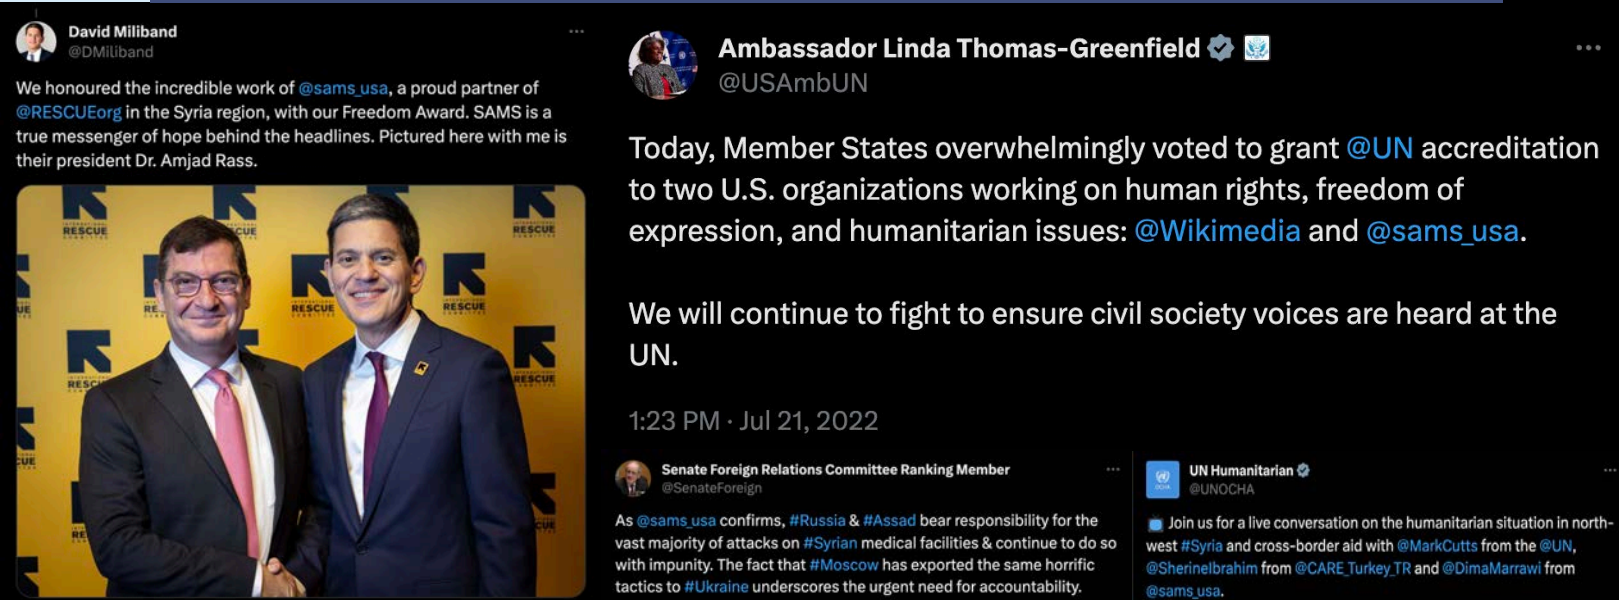 David Miliband
@DMiliband
We honoured the incredible work of @sams_usa, a proud partner of
@RESCUEorg in the Syria region, with our Freedom Award. SAMS is a
true messenger of hope behind the headlines. Pictured here with me is
their president Dr. Amjad Rass.
INTERNATIONAL
RESCUE
COMMITTEE
RESCUE
RESCUE
RESCUE
RESCUE
Ambassador Linda Thomas-Greenfield
@USAmbUN
Today, Member States overwhelmingly voted to grant @UN accreditation
to two U.S. organizations working on human rights, freedom of
expression, and humanitarian issues: @Wikimedia and @sams_usa.
We will continue to fight to ensure civil society voices are heard at the
UN.
1:23 PM · Jul 21, 2022
Senate Foreign Relations Committee Ranking Member
@SenateForeign
As @sams_usa confirms, #Russia & #Assad bear responsibility for the
vast majority of attacks on #Syrian medical facilities & continue to do so
with impunity. The fact that #Moscow has exported the same horrific
tactics to #Ukraine underscores the urgent need for accountability.
OCHA
UN Humanitarian
@UNOCHA
Join us for a live conversation on the humanitarian situation in north-
west #Syria and cross-border aid with @MarkCutts from the @UN,
@SherineIbrahim from @CARE_Turkey_TR and @DimaMarrawi from
@sams_usa.